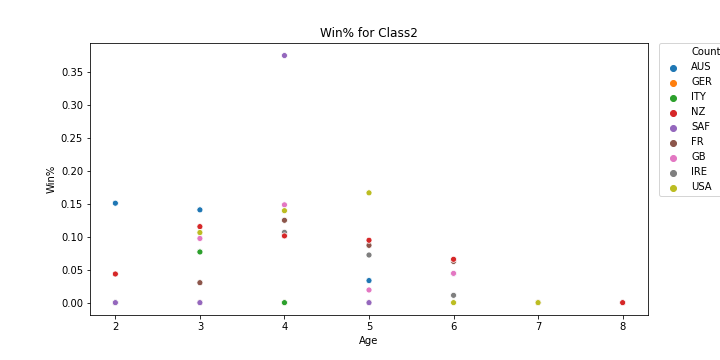 Win% for Class2
Count
AUS
GER
ITY
NZ
SAF
FR
GB
IRE
USA
Win%
0.35
0.30
0.25
0.20
0.15
0.10
0.05
0.00
2 3 4 5 6 7 8
Age